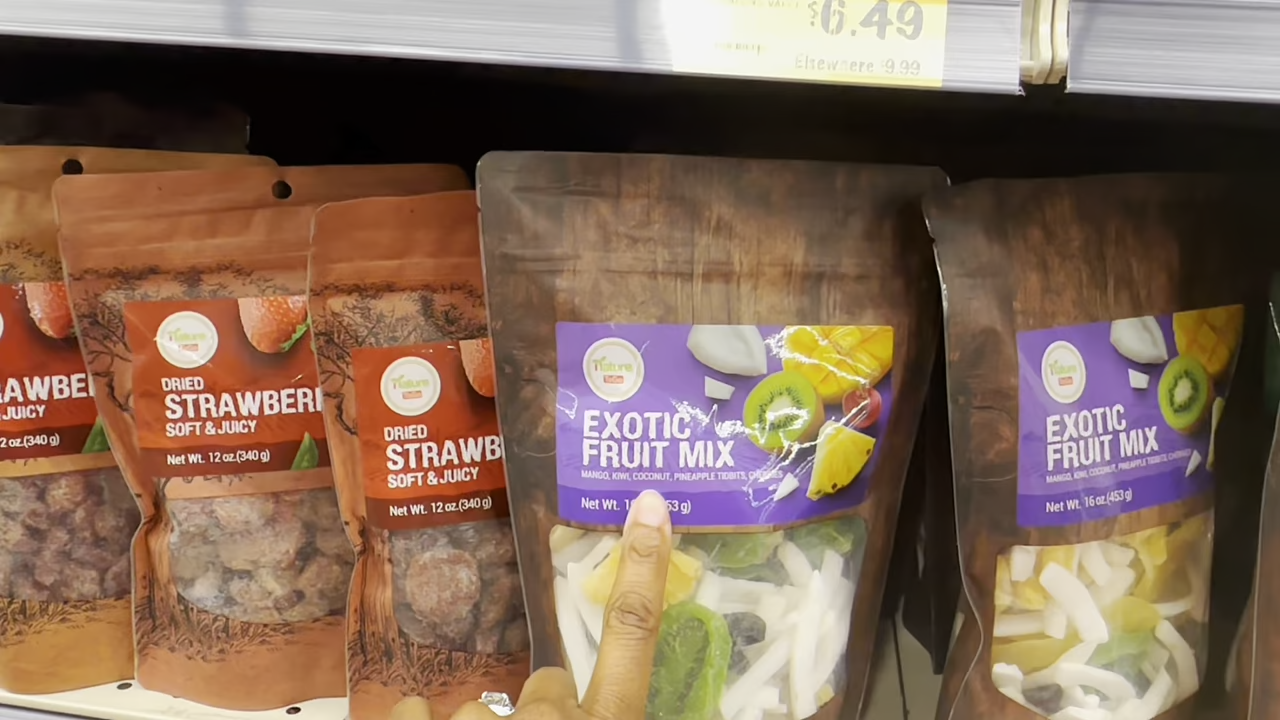 $6.49
Elsewhere $9.99
RAWBE
JUICY
2 oz.(340 g)
Nature
DRIED
STRAWBERR
SOFT & JUICY
Net Wt. 12 oz.(340 g)
Nature
DRIED
STRAWB
SOFT & JUICY
Net Wt. 12 oz.(340 g)
Nature
EXOTIC
FRUIT MIX
MANGO, KIWI, COCONUT, PINEAPPLE TIDBITS, CHERRIES
Net Wt. 1 53 g)
Nature
EXOTIC
FRUIT MIX
MANGO, KIWI, COCONUT, PINEAPPLE TIDBITS, CHERRIES
Net Wt. 16 oz.(453 g)